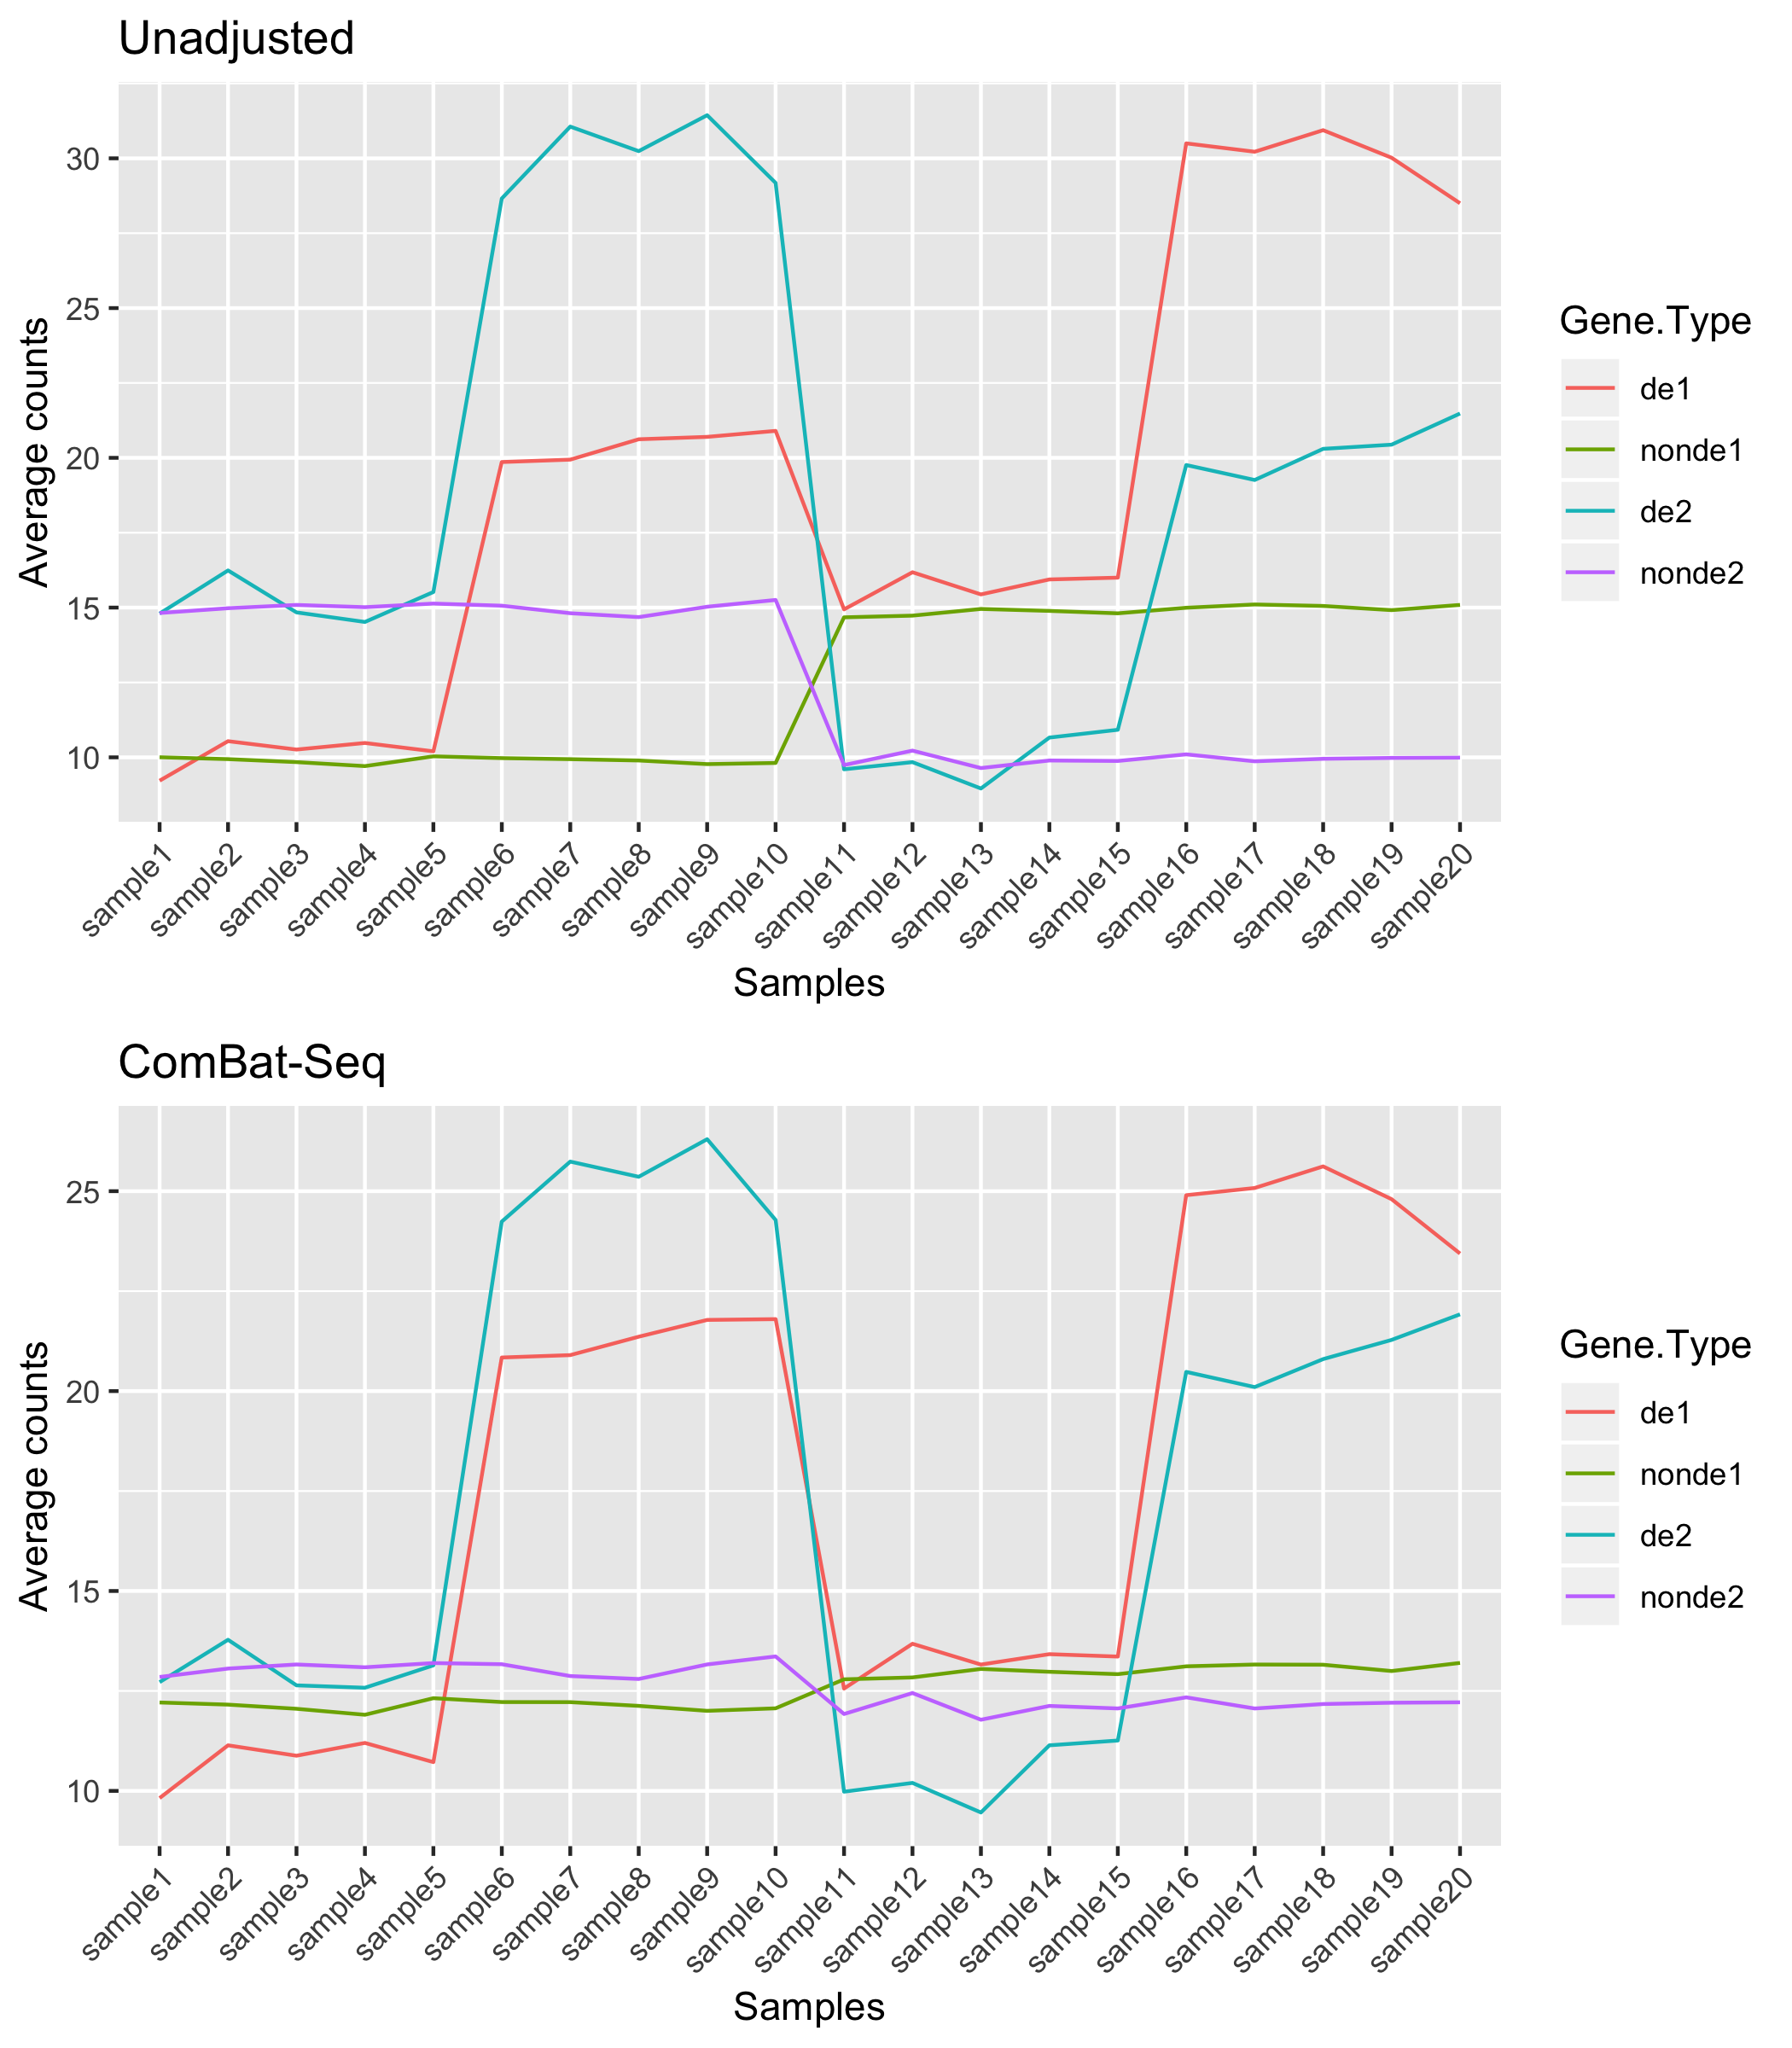 Unadjusted
30
25
20
15
10
Average counts
sample1
sample2
sample3
sample4
sample5
sample6
sample7
sample8
sample9
sample10
sample11
sample12
sample13
sample14
sample15
sample16
sample17
sample18
sample19
sample20
Samples
Gene.Type
de1
nonde1
de2
nonde2
ComBat-Seq
25
20
15
10
Average counts
sample1
sample2
sample3
sample4
sample5
sample6
sample7
sample8
sample9
sample10
sample11
sample12
sample13
sample14
sample15
sample16
sample17
sample18
sample19
sample20
Samples
Gene.Type
de1
nonde1
de2
nonde2